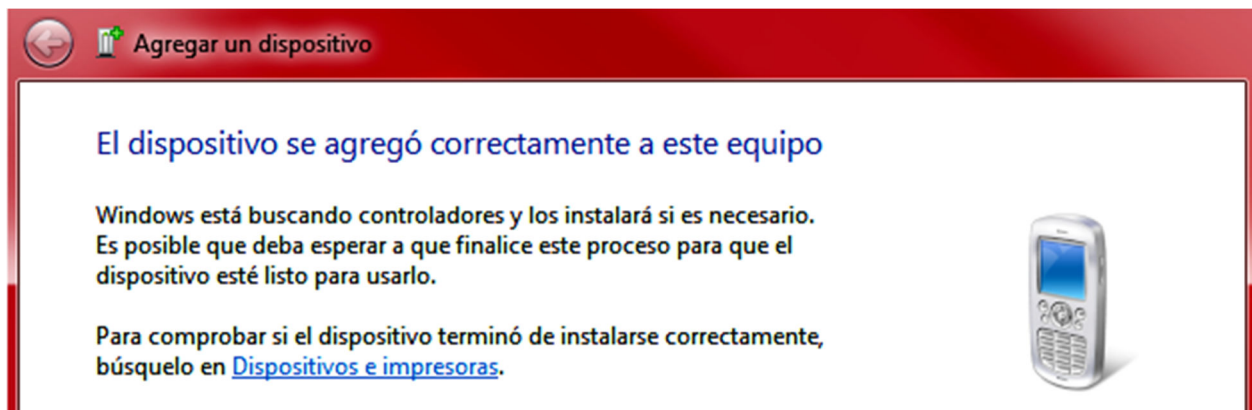 Agregar un dispositivo
El dispositivo se agregó correctamente a este equipo
Windows está buscando controladores y los instalará si es necesario.
Es posible que deba esperar a que finalice este proceso para que el
dispositivo esté listo para usarlo.
Para comprobar si el dispositivo terminó de instalarse correctamente,
búsquelo en Dispositivos e impresoras.